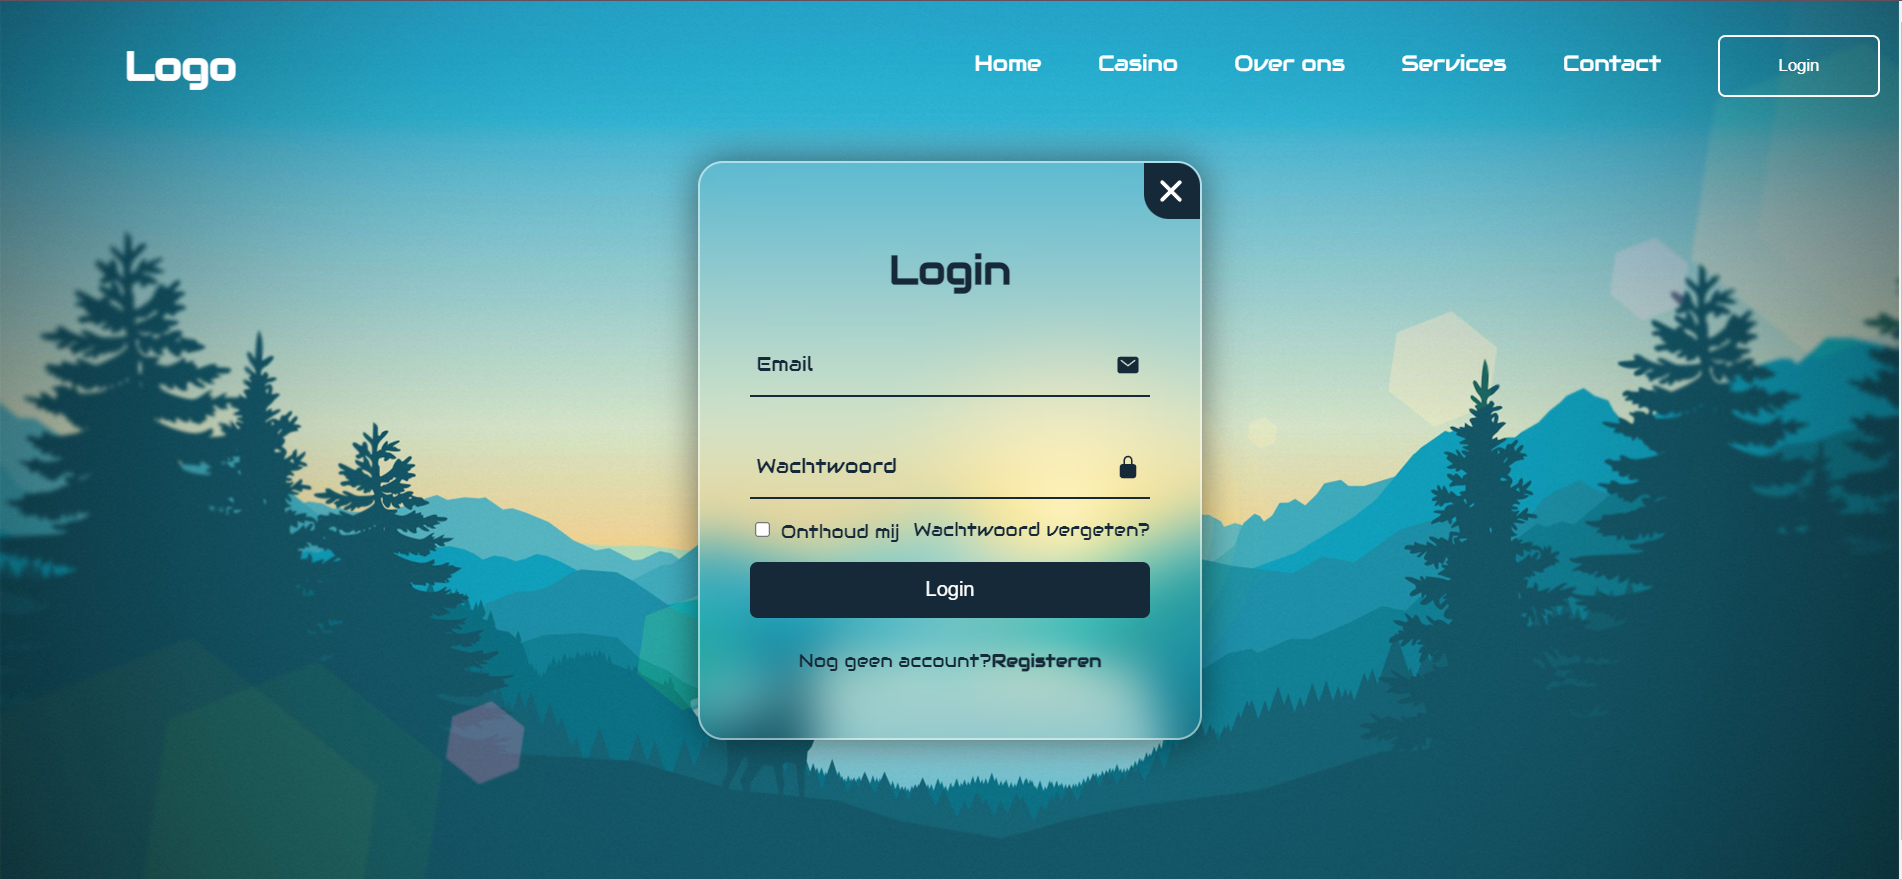 Logo
Home Casino Over ons Services Contact Login
Login
Email
Wachtwoord
Onthoud mij Wachtwoord vergeten?
Login
Nog geen account?Registeren